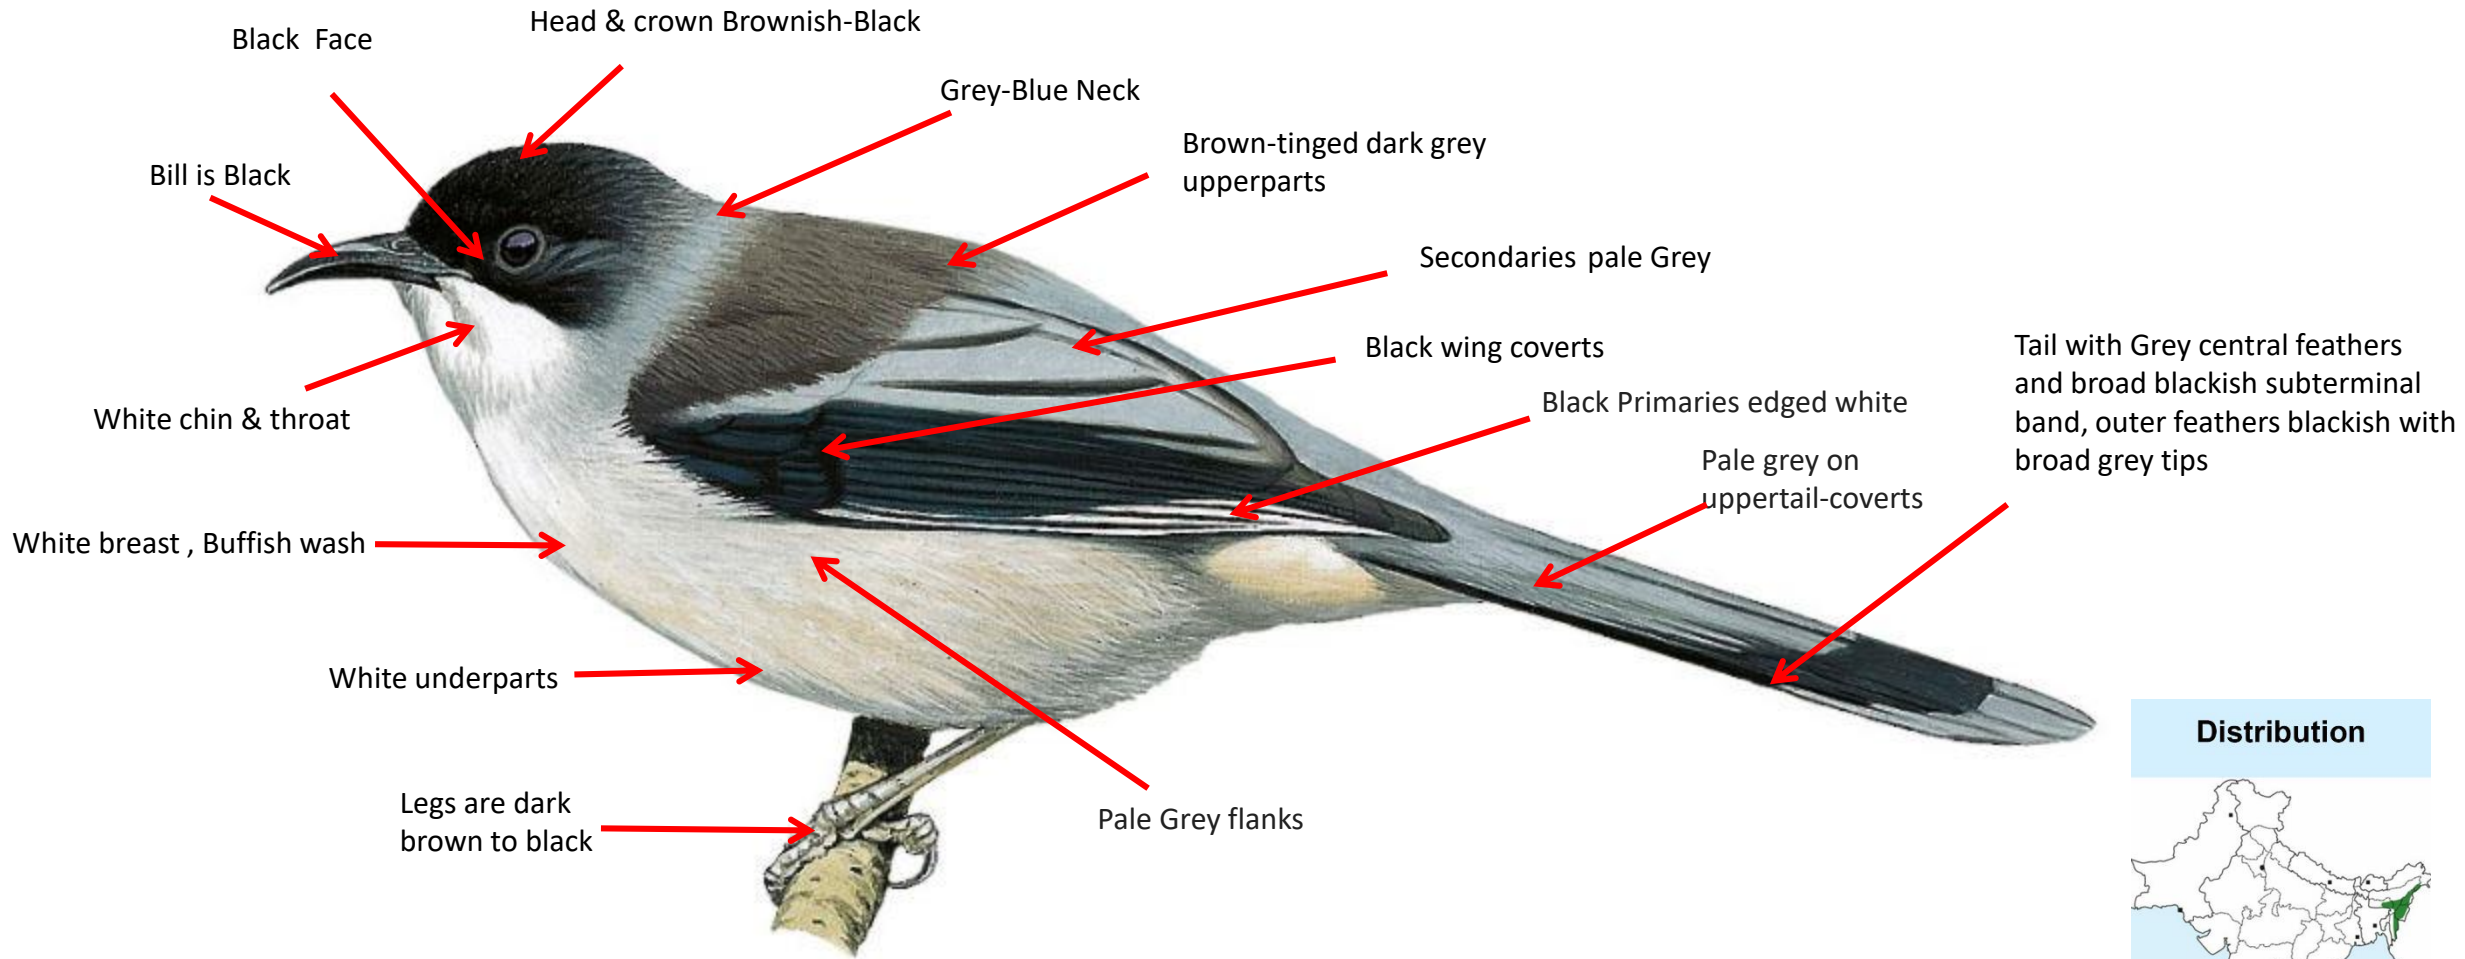 Head & crown Brownish-Black
Black Face
Grey-Blue Neck
Brown-tinged dark grey
upperparts
Bill is Black
Secondaries pale Grey
Black wing coverts
Tail with Grey central feathers
and broad blackish subterminal
band, outer feathers blackish with
broad grey tips
Black Primaries edged white
White chin & throat
Pale grey on
uppertail-coverts
White breast , Buffish wash
White underparts
Distribution
Legs are dark
brown to black
Pale Grey flanks